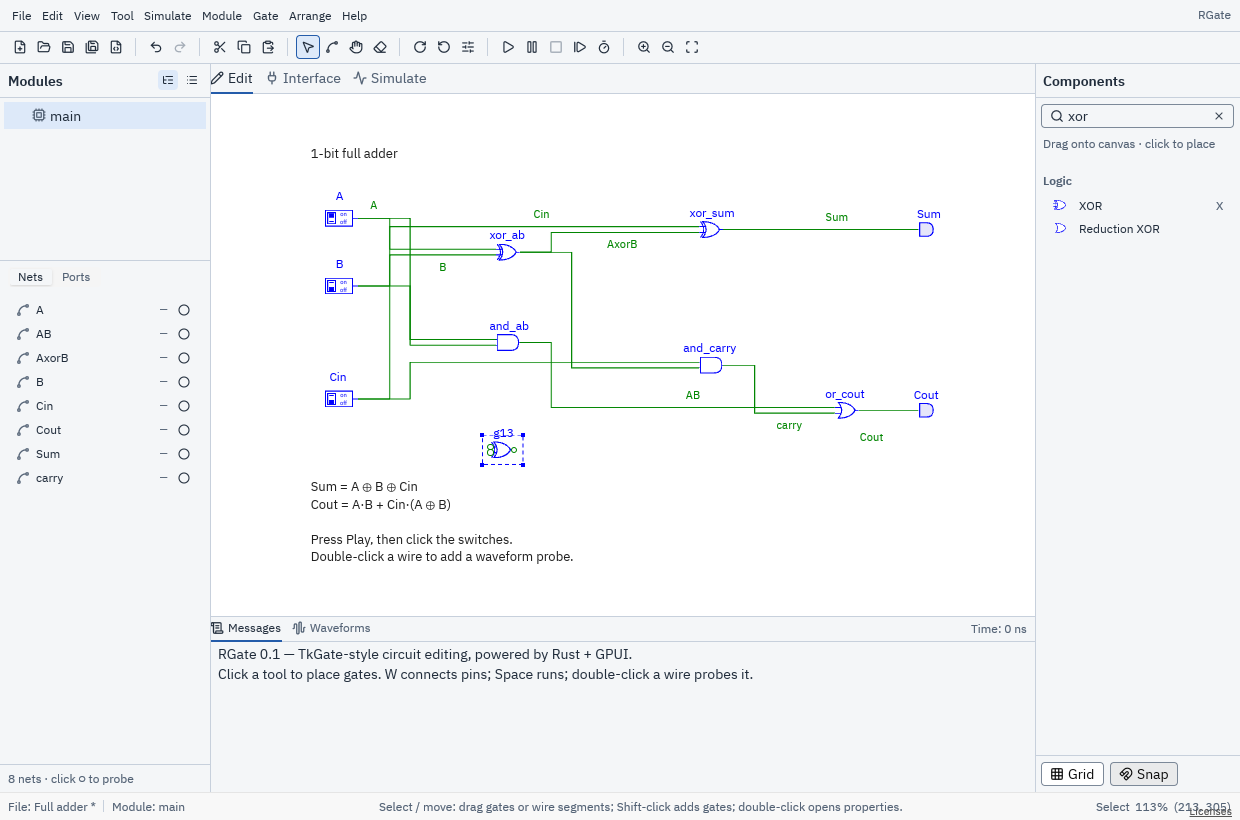 File Edit View Tool Simulate Module Gate Arrange Help RGate
Modules
main
Nets Ports
A
AB
AxorB
B
Cin
Cout
Sum
carry
8 nets · click to probe
Edit Interface Simulate
1-bit full adder
A
on
off
A
Cin
xor_sum
Sum
Sum
xor_ab
AxorB
B
on
off
B
and_ab
and_carry
Cin
on
off
AB
or_cout
Cout
carry
Cout
g13
Sum = A ⊕ B ⊕ Cin
Cout = A·B + Cin·(A ⊕ B)
Press Play, then click the switches.
Double-click a wire to add a waveform probe.
Messages Waveforms Time: 0 ns
RGate 0.1 — TkGate-style circuit editing, powered by Rust + GPUI.
Click a tool to place gates. W connects pins; Space runs; double-click a wire probes it.
Components
xor
Drag onto canvas · click to place
Logic
XOR X
Reduction XOR
Grid Snap
File: Full adder * Module: main Select / move: drag gates or wire segments; Shift-click adds gates; double-click opens properties. Select 113% (213, 305)
Licenses